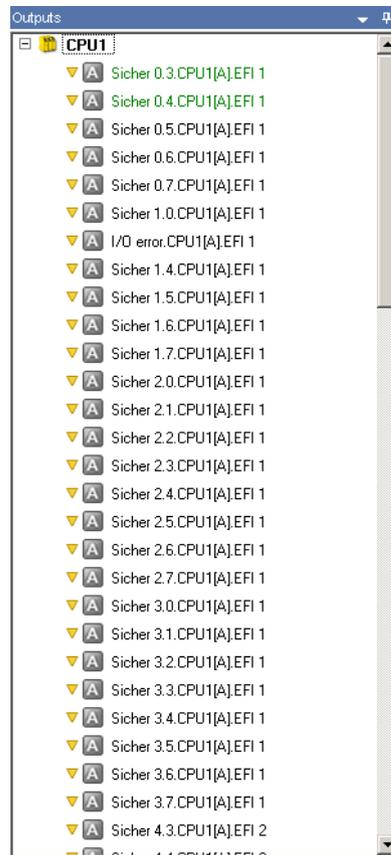 Outputs
CPU1
A Sicher 0.3.CPU1[A].EFI 1
A Sicher 0.4.CPU1[A].EFI 1
A Sicher 0.5.CPU1[A].EFI 1
A Sicher 0.6.CPU1[A].EFI 1
A Sicher 0.7.CPU1[A].EFI 1
A Sicher 1.0.CPU1[A].EFI 1
A I/O error.CPU1[A].EFI 1
A Sicher 1.4.CPU1[A].EFI 1
A Sicher 1.5.CPU1[A].EFI 1
A Sicher 1.6.CPU1[A].EFI 1
A Sicher 1.7.CPU1[A].EFI 1
A Sicher 2.0.CPU1[A].EFI 1
A Sicher 2.1.CPU1[A].EFI 1
A Sicher 2.2.CPU1[A].EFI 1
A Sicher 2.3.CPU1[A].EFI 1
A Sicher 2.4.CPU1[A].EFI 1
A Sicher 2.5.CPU1[A].EFI 1
A Sicher 2.6.CPU1[A].EFI 1
A Sicher 2.7.CPU1[A].EFI 1
A Sicher 3.0.CPU1[A].EFI 1
A Sicher 3.1.CPU1[A].EFI 1
A Sicher 3.2.CPU1[A].EFI 1
A Sicher 3.3.CPU1[A].EFI 1
A Sicher 3.4.CPU1[A].EFI 1
A Sicher 3.5.CPU1[A].EFI 1
A Sicher 3.6.CPU1[A].EFI 1
A Sicher 3.7.CPU1[A].EFI 1
A Sicher 4.3.CPU1[A].EFI 2